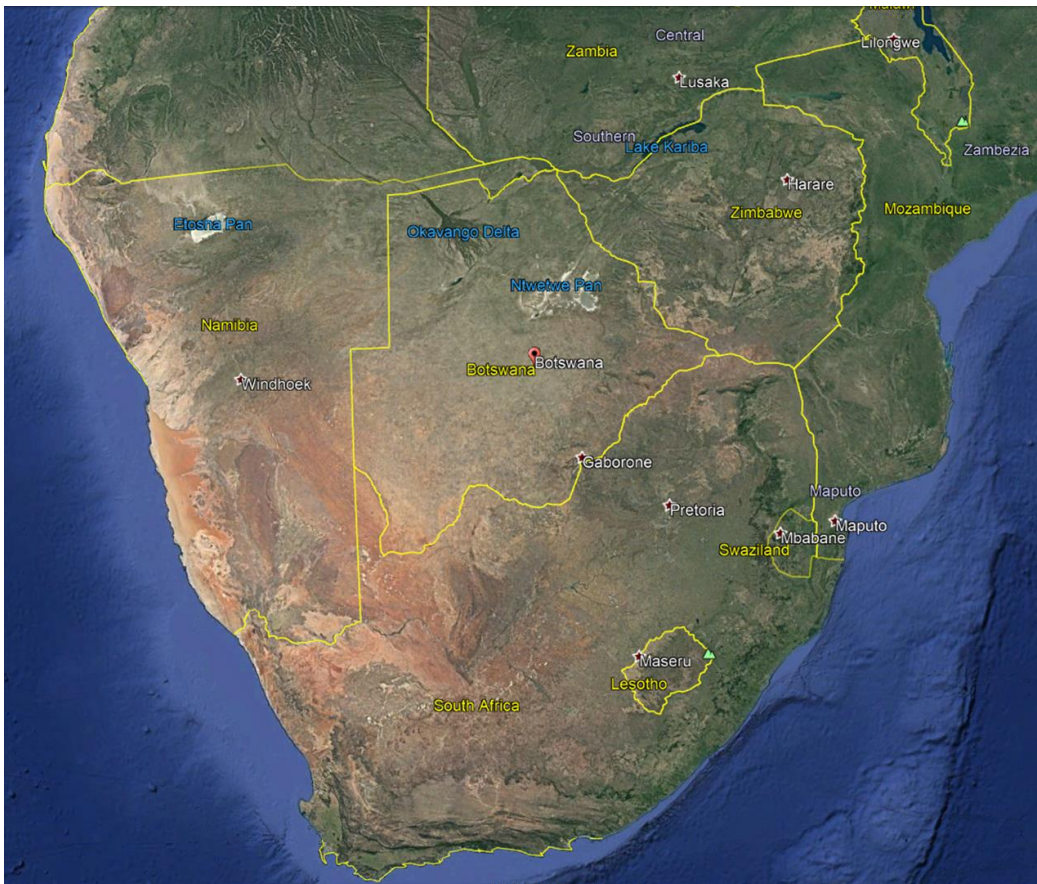 Malawi
Central
Lilongwe
Zambia
Lusaka
Southern
Lake Kariba
Zambezia
Harare
Zimbabwe
Mozambique
Etosha Pan
Okavango Delta
Ntwetwe Pan
Namibia
Botswana
Botswana
Windhoek
Gaborone
Maputo
Pretoria
Maputo
Mbabane
Swaziland
Maseru
Lesotho
South Africa